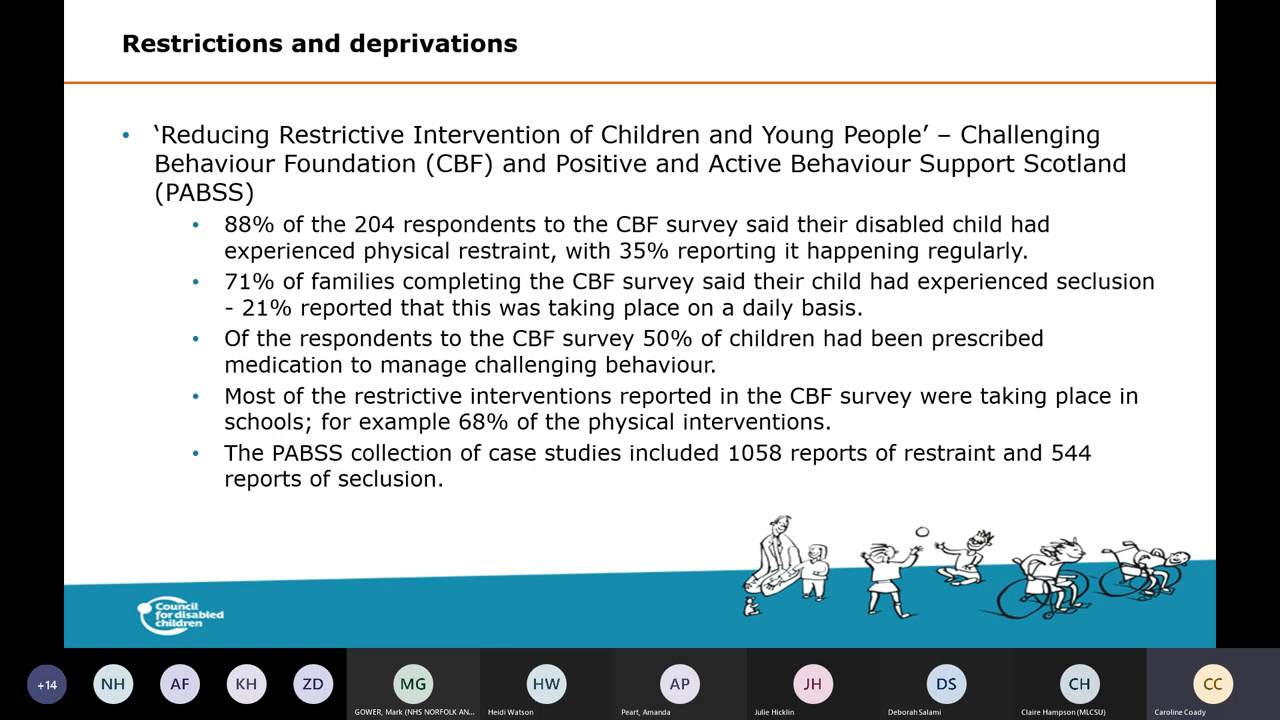 Restrictions and deprivations
• ‘Reducing Restrictive Intervention of Children and Young People’ – Challenging
Behaviour Foundation (CBF) and Positive and Active Behaviour Support Scotland
(PABSS)
• 88% of the 204 respondents to the CBF survey said their disabled child had
experienced physical restraint, with 35% reporting it happening regularly.
• 71% of families completing the CBF survey said their child had experienced seclusion
- 21% reported that this was taking place on a daily basis.
• Of the respondents to the CBF survey 50% of children had been prescribed
medication to manage challenging behaviour.
• Most of the restrictive interventions reported in the CBF survey were taking place in
schools; for example 68% of the physical interventions.
• The PABSS collection of case studies included 1058 reports of restraint and 544
reports of seclusion.
Council
for disabled
children
+14 NH AF KH ZD MG HW AP JH DS CH CC
GOWER, Mark (NHS NORFOLK AN... Heidi Watson Peart, Amanda Julie Hicklin Deborah Salami Claire Hampson (MLCSU) Caroline Coady